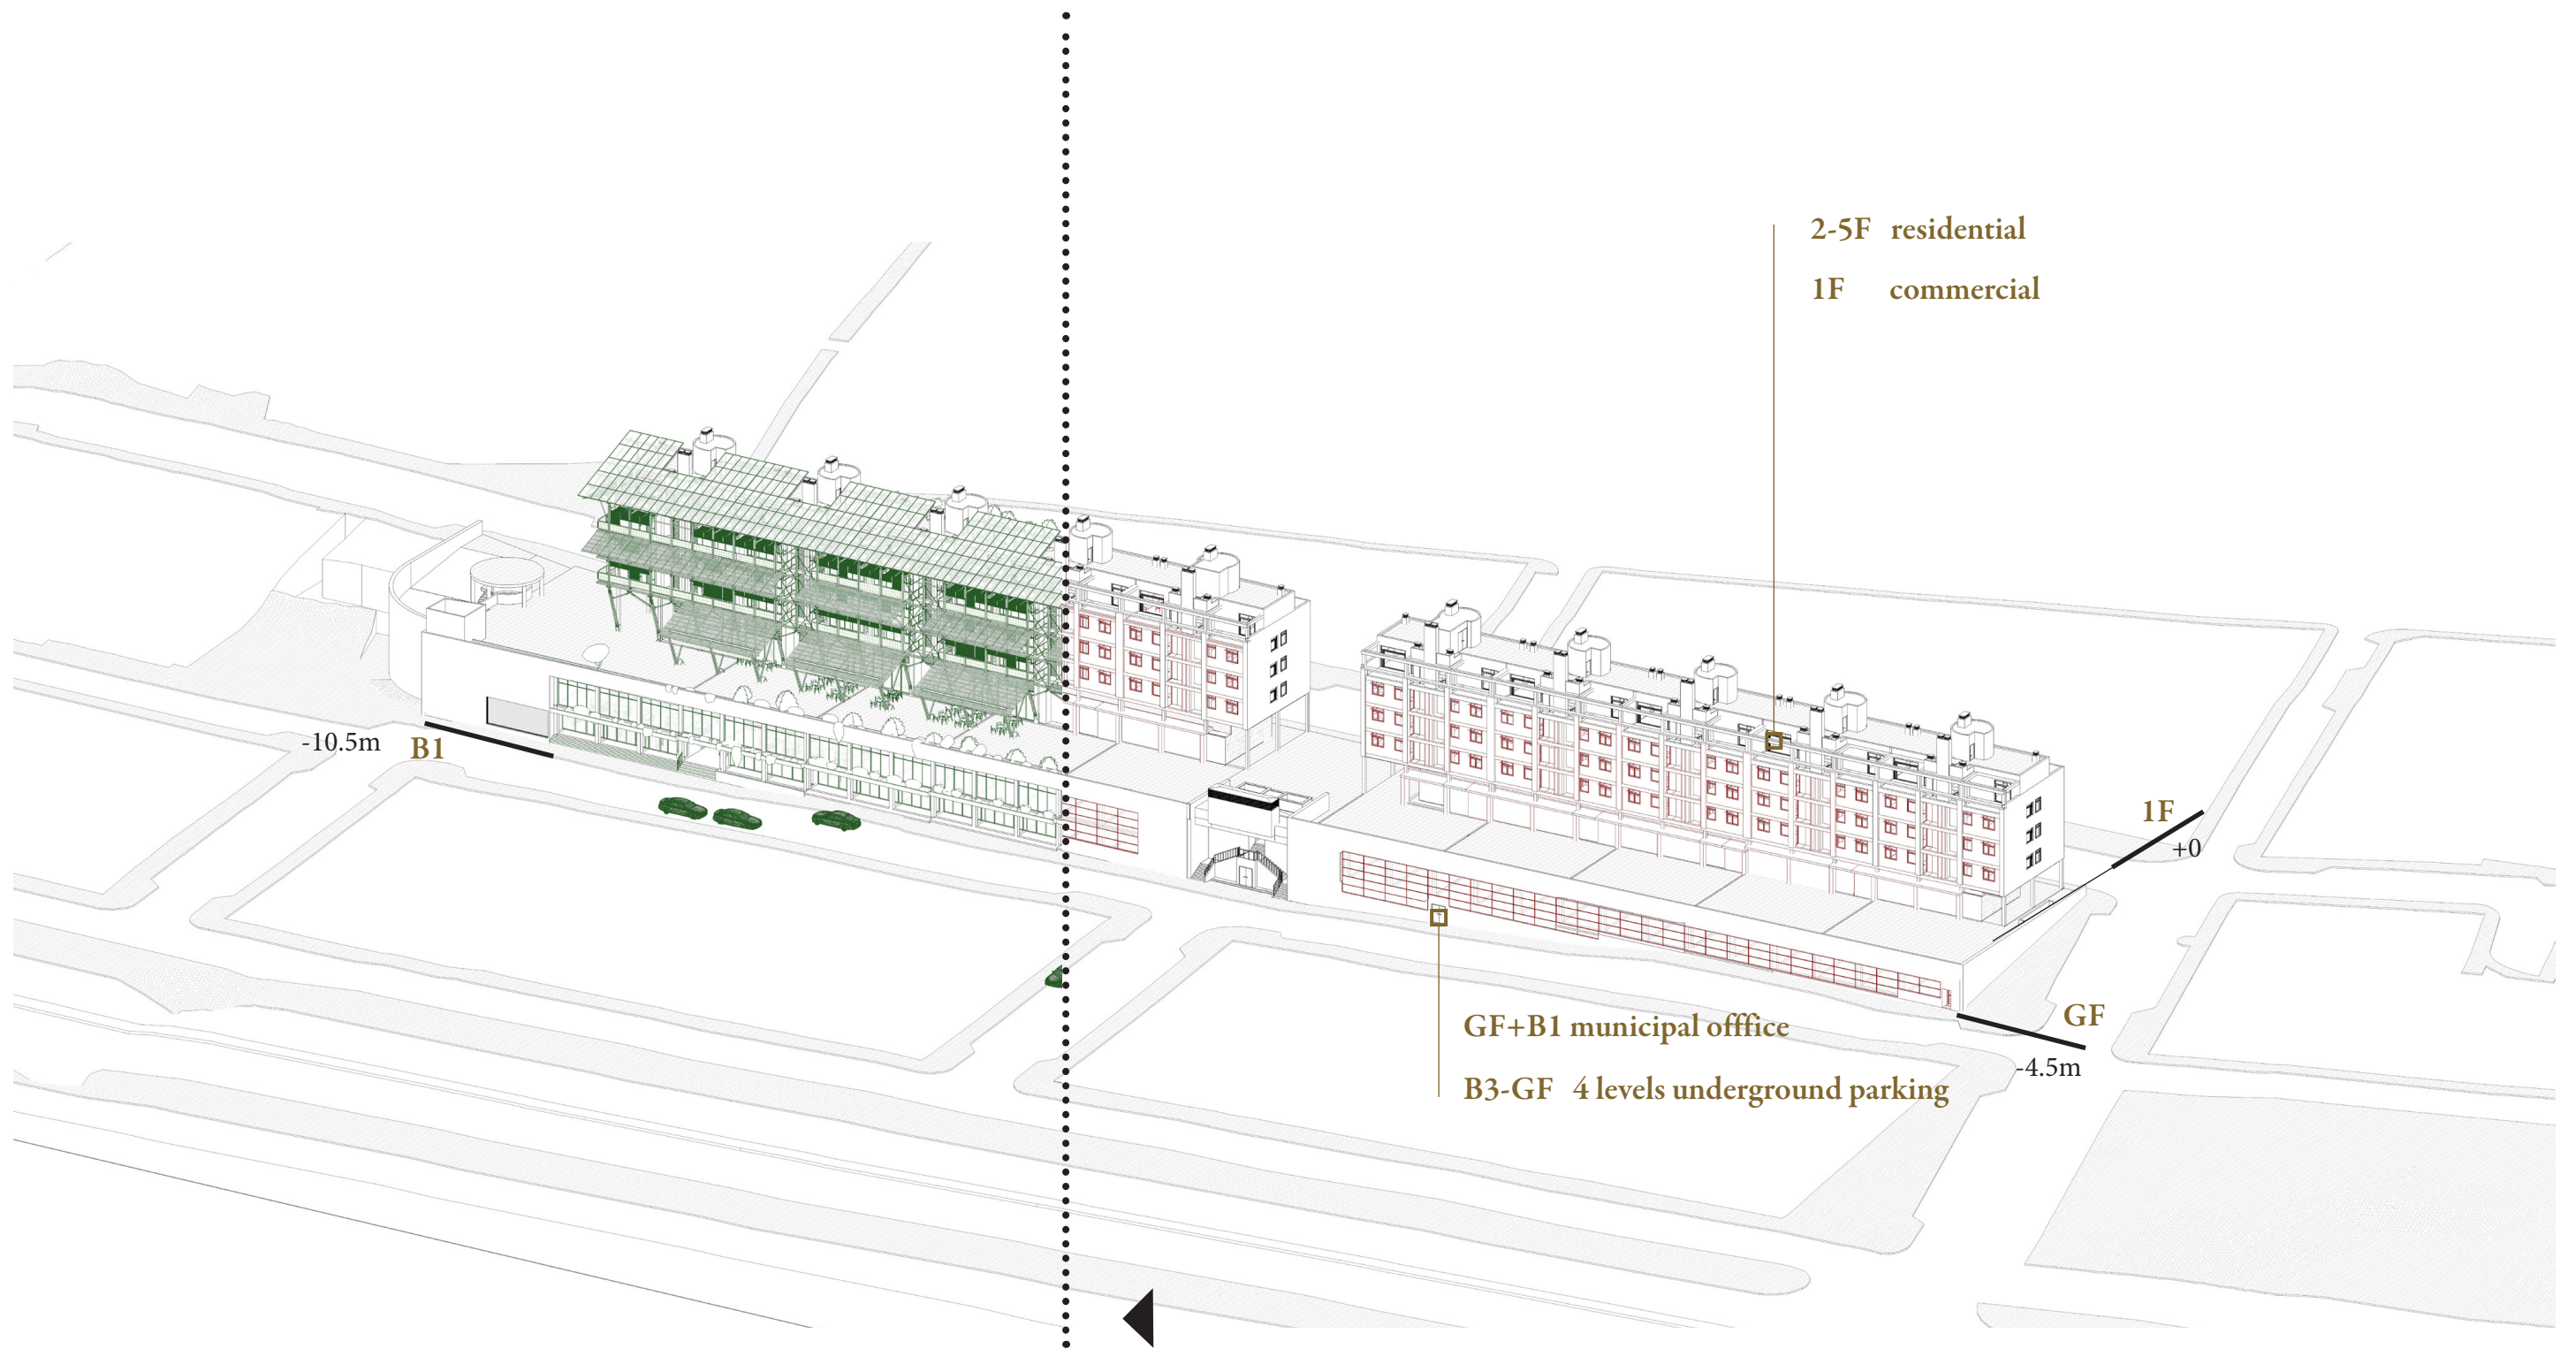 2-5F residential
1F commercial
-10.5m B1
1F
+0
GF+B1 municipal offfice
GF
-4.5m
B3-GF 4 levels underground parking